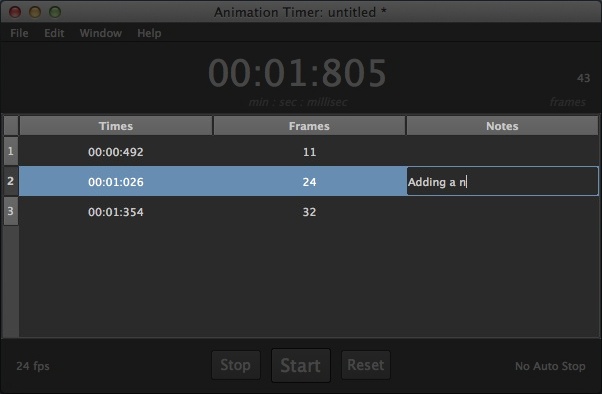 Animation Timer: untitled *
File Edit Window Help
00:01:805
43
min : sec : millisec
frames
Times Frames Notes
1 00:00:492 11
2 00:01:026 24 Adding a n
3 00:01:354 32
24 fps Stop Start Reset No Auto Stop